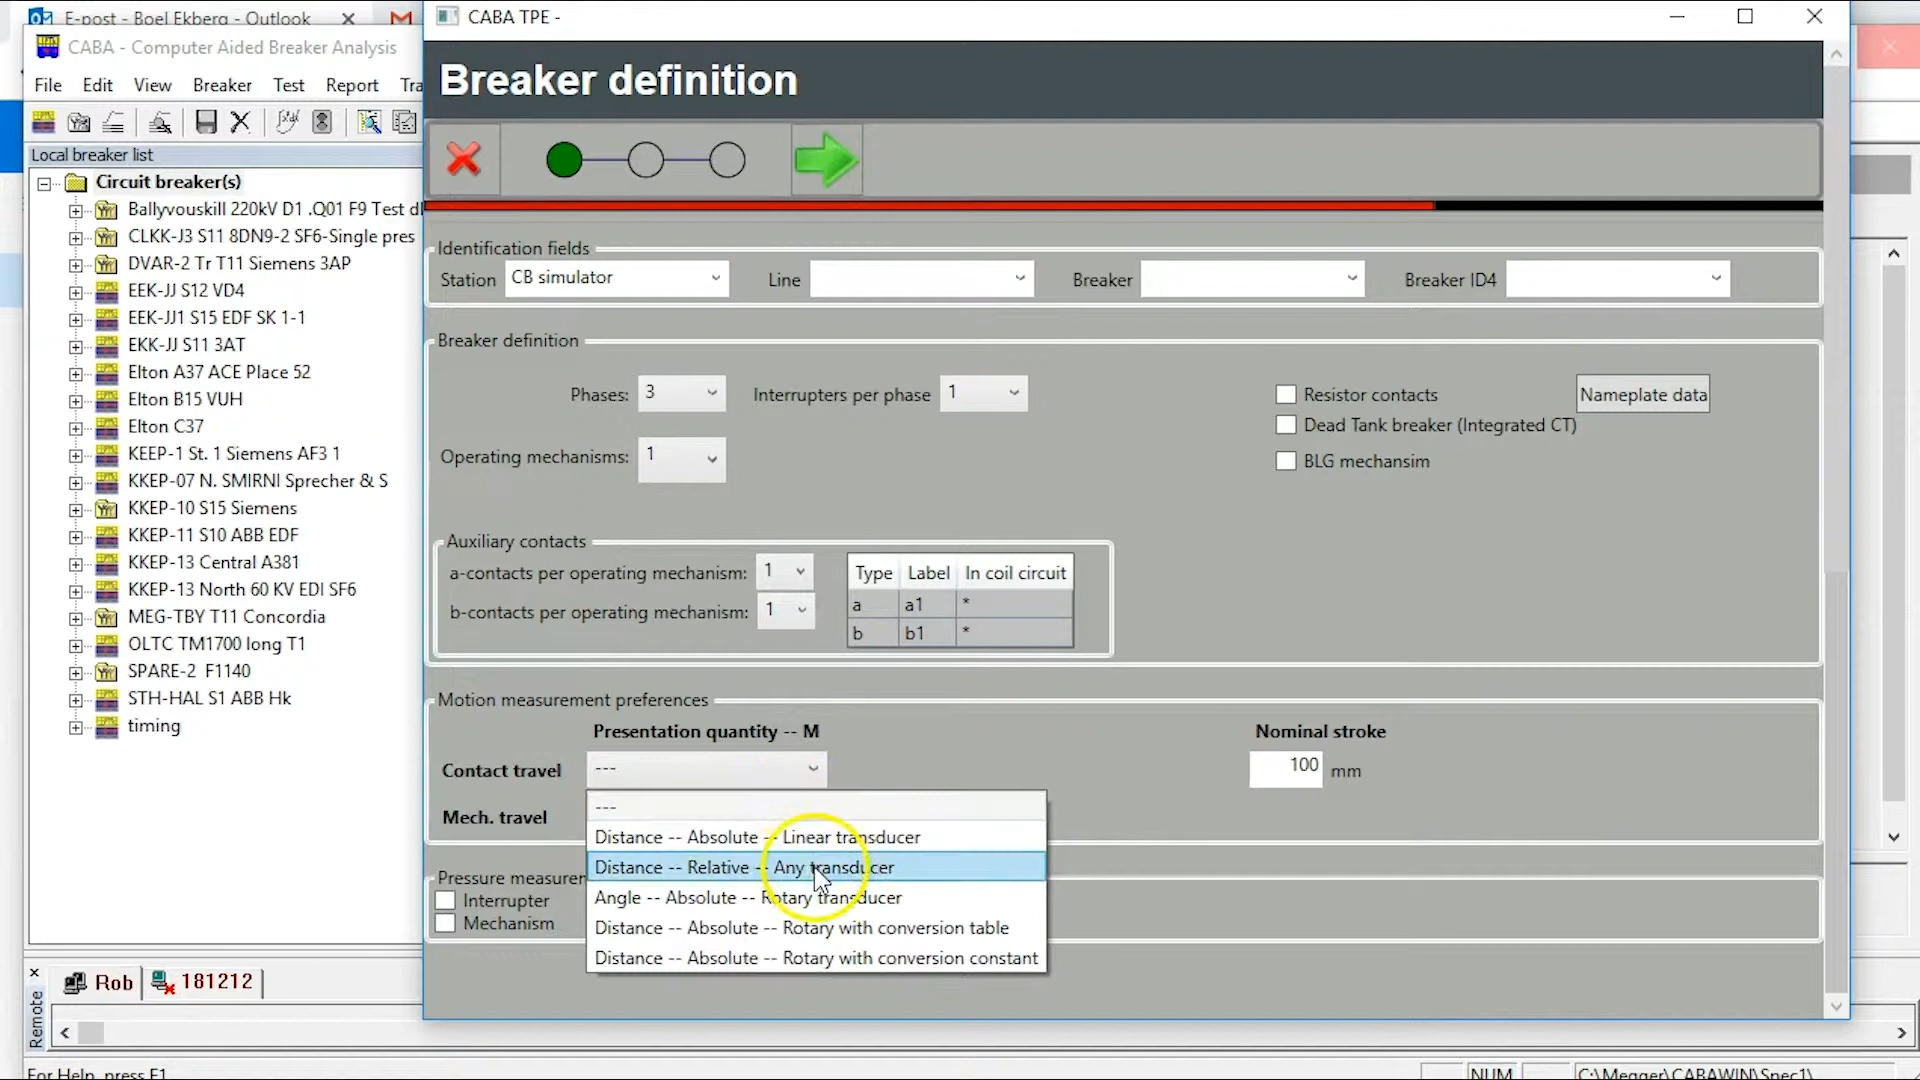 E-post - Boel Ekberg - Outlook
CABA - Computer Aided Breaker Analysis
File Edit View Breaker Test Report Tra
Local breaker list
Circuit breaker(s)
Ballyvouskill 220kV D1 .Q01 F9 Test d
CLKK-J3 S11 8DN9-2 SF6-Single pres
DVAR-2 Tr T11 Siemens 3AP
EEK-JJ S12 VD4
EEK-JJ1 S15 EDF SK 1-1
EKK-JJ S11 3AT
Elton A37 ACE Place 52
Elton B15 VUH
Elton C37
KEEP-1 St. 1 Siemens AF3 1
KKEP-07 N. SMIRNI Sprecher & S
KKEP-10 S15 Siemens
KKEP-11 S10 ABB EDF
KKEP-13 Central A381
KKEP-13 North 60 KV EDI SF6
MEG-TBY T11 Concordia
OLTC TM1700 long T1
SPARE-2 F1140
STH-HAL S1 ABB Hk
timing
Remote
Rob 181212
For Help, press F1
NUM C:\Megger\CABAWIN\Spec1\
CABA TPE -
Breaker definition
Identification fields
Station CB simulator Line Breaker Breaker ID4
Breaker definition
Phases: 3 Interrupters per phase 1 Resistor contacts Nameplate data
Dead Tank breaker (Integrated CT)
Operating mechanisms: 1 BLG mechansim
Auxiliary contacts
a-contacts per operating mechanism: 1
b-contacts per operating mechanism: 1
Type Label In coil circuit
a a1 *
b b1 *
Motion measurement preferences
Presentation quantity -- M Nominal stroke
Contact travel --- 100 mm
Mech. travel
---
Distance -- Absolute -- Linear transducer
Distance -- Relative -- Any transducer
Angle -- Absolute -- Rotary transducer
Distance -- Absolute -- Rotary with conversion table
Distance -- Absolute -- Rotary with conversion constant
Pressure measuremen
Interrupter
Mechanism